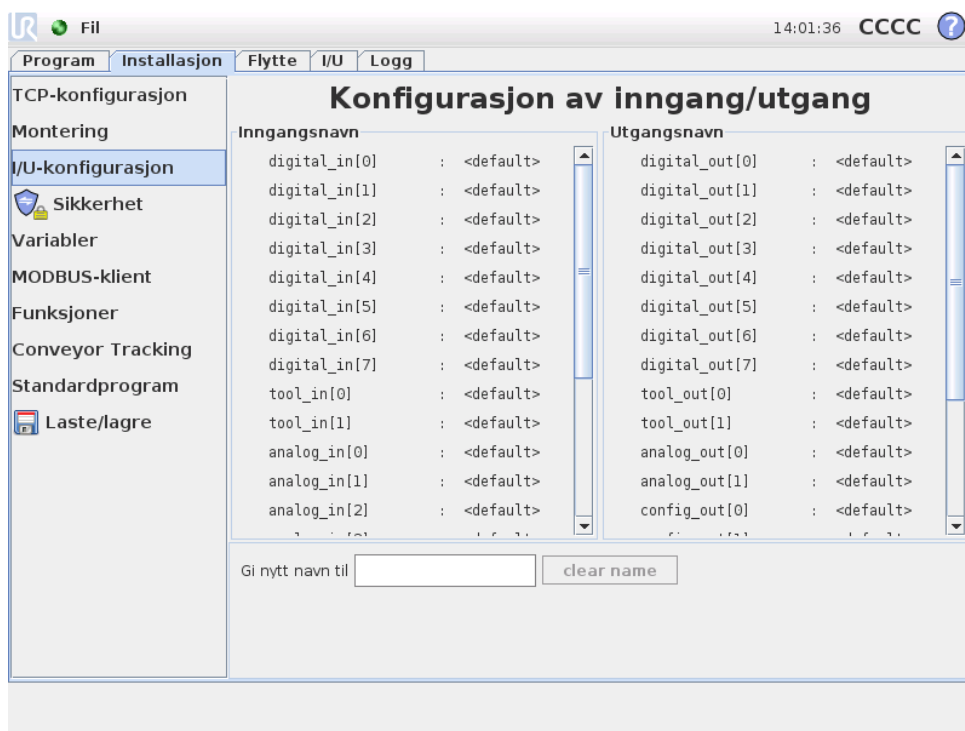 UR Fil 14:01:36 CCCC ?
Program Installasjon Flytte I/U Logg
TCP-konfigurasjon
Montering
I/U-konfigurasjon
Sikkerhet
Variabler
MODBUS-klient
Funksjoner
Conveyor Tracking
Standardprogram
Laste/lagre
Konfigurasjon av inngang/utgang
Inngangsnavn
digital_in[0] : <default>
digital_in[1] : <default>
digital_in[2] : <default>
digital_in[3] : <default>
digital_in[4] : <default>
digital_in[5] : <default>
digital_in[6] : <default>
digital_in[7] : <default>
tool_in[0] : <default>
tool_in[1] : <default>
analog_in[0] : <default>
analog_in[1] : <default>
analog_in[2] : <default>
Utgangsnavn
digital_out[0] : <default>
digital_out[1] : <default>
digital_out[2] : <default>
digital_out[3] : <default>
digital_out[4] : <default>
digital_out[5] : <default>
digital_out[6] : <default>
digital_out[7] : <default>
tool_out[0] : <default>
tool_out[1] : <default>
analog_out[0] : <default>
analog_out[1] : <default>
config_out[0] : <default>
Gi nytt navn til clear name